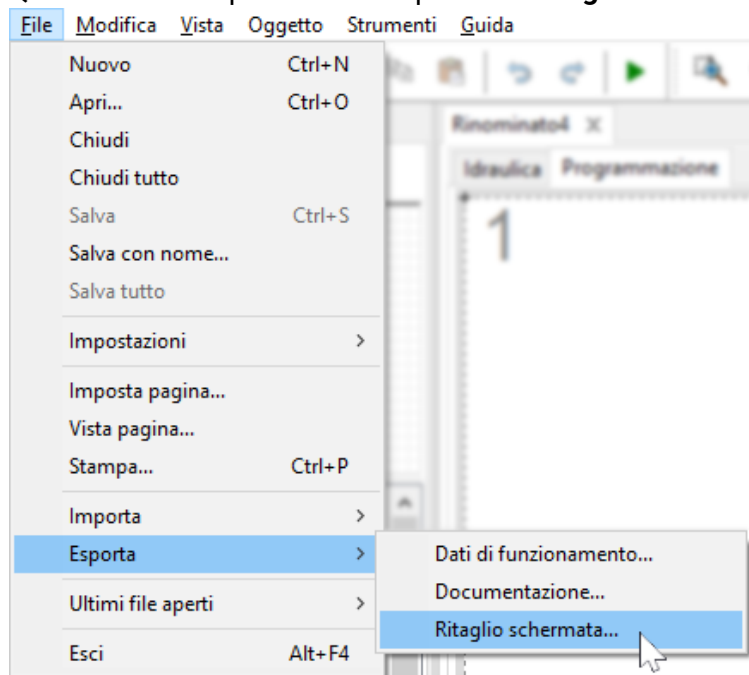 File Modifica Vista Oggetto Strumenti Guida
Nuovo Ctrl+N
Apri... Ctrl+O
Chiudi
Chiudi tutto
Salva Ctrl+S
Salva con nome...
Salva tutto
Impostazioni >
Imposta pagina...
Vista pagina...
Stampa... Ctrl+P
Importa >
Esporta >
Ultimi file aperti >
Esci Alt+F4
Dati di funzionamento...
Documentazione...
Ritaglio schermata...
Rinominato4 X
Idraulica Programmazione
1